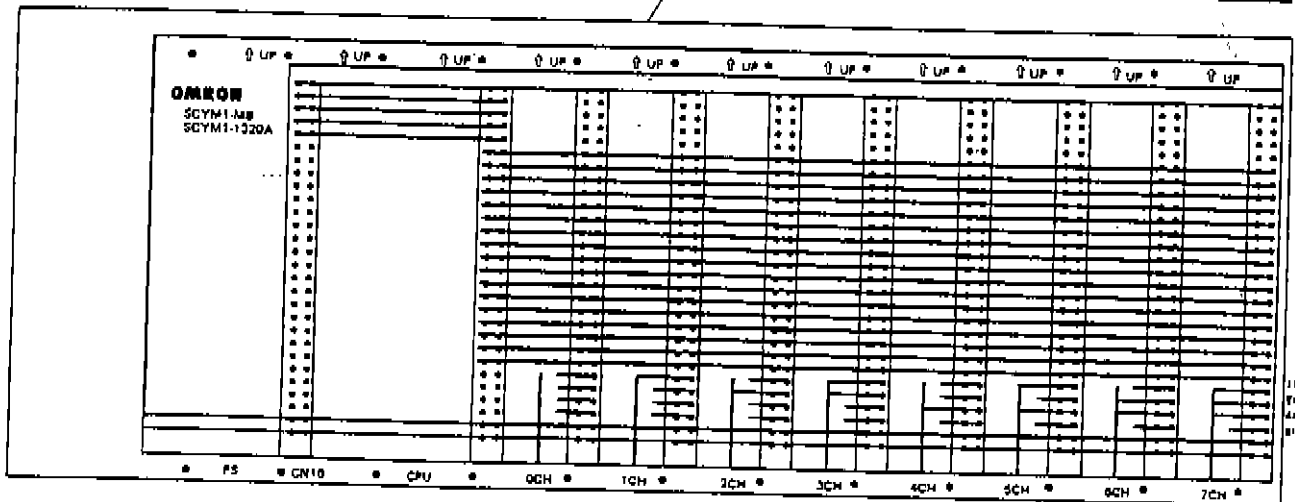 ⇧ UP ⇧ UP ⇧ UP ⇧ UP ⇧ UP ⇧ UP ⇧ UP ⇧ UP ⇧ UP ⇧ UP ⇧ UP
OMRON
SCYM1-MB
SCYM1-1320A
PS CN10 CPU 0CH 1CH 2CH 3CH 4CH 5CH 6CH 7CH